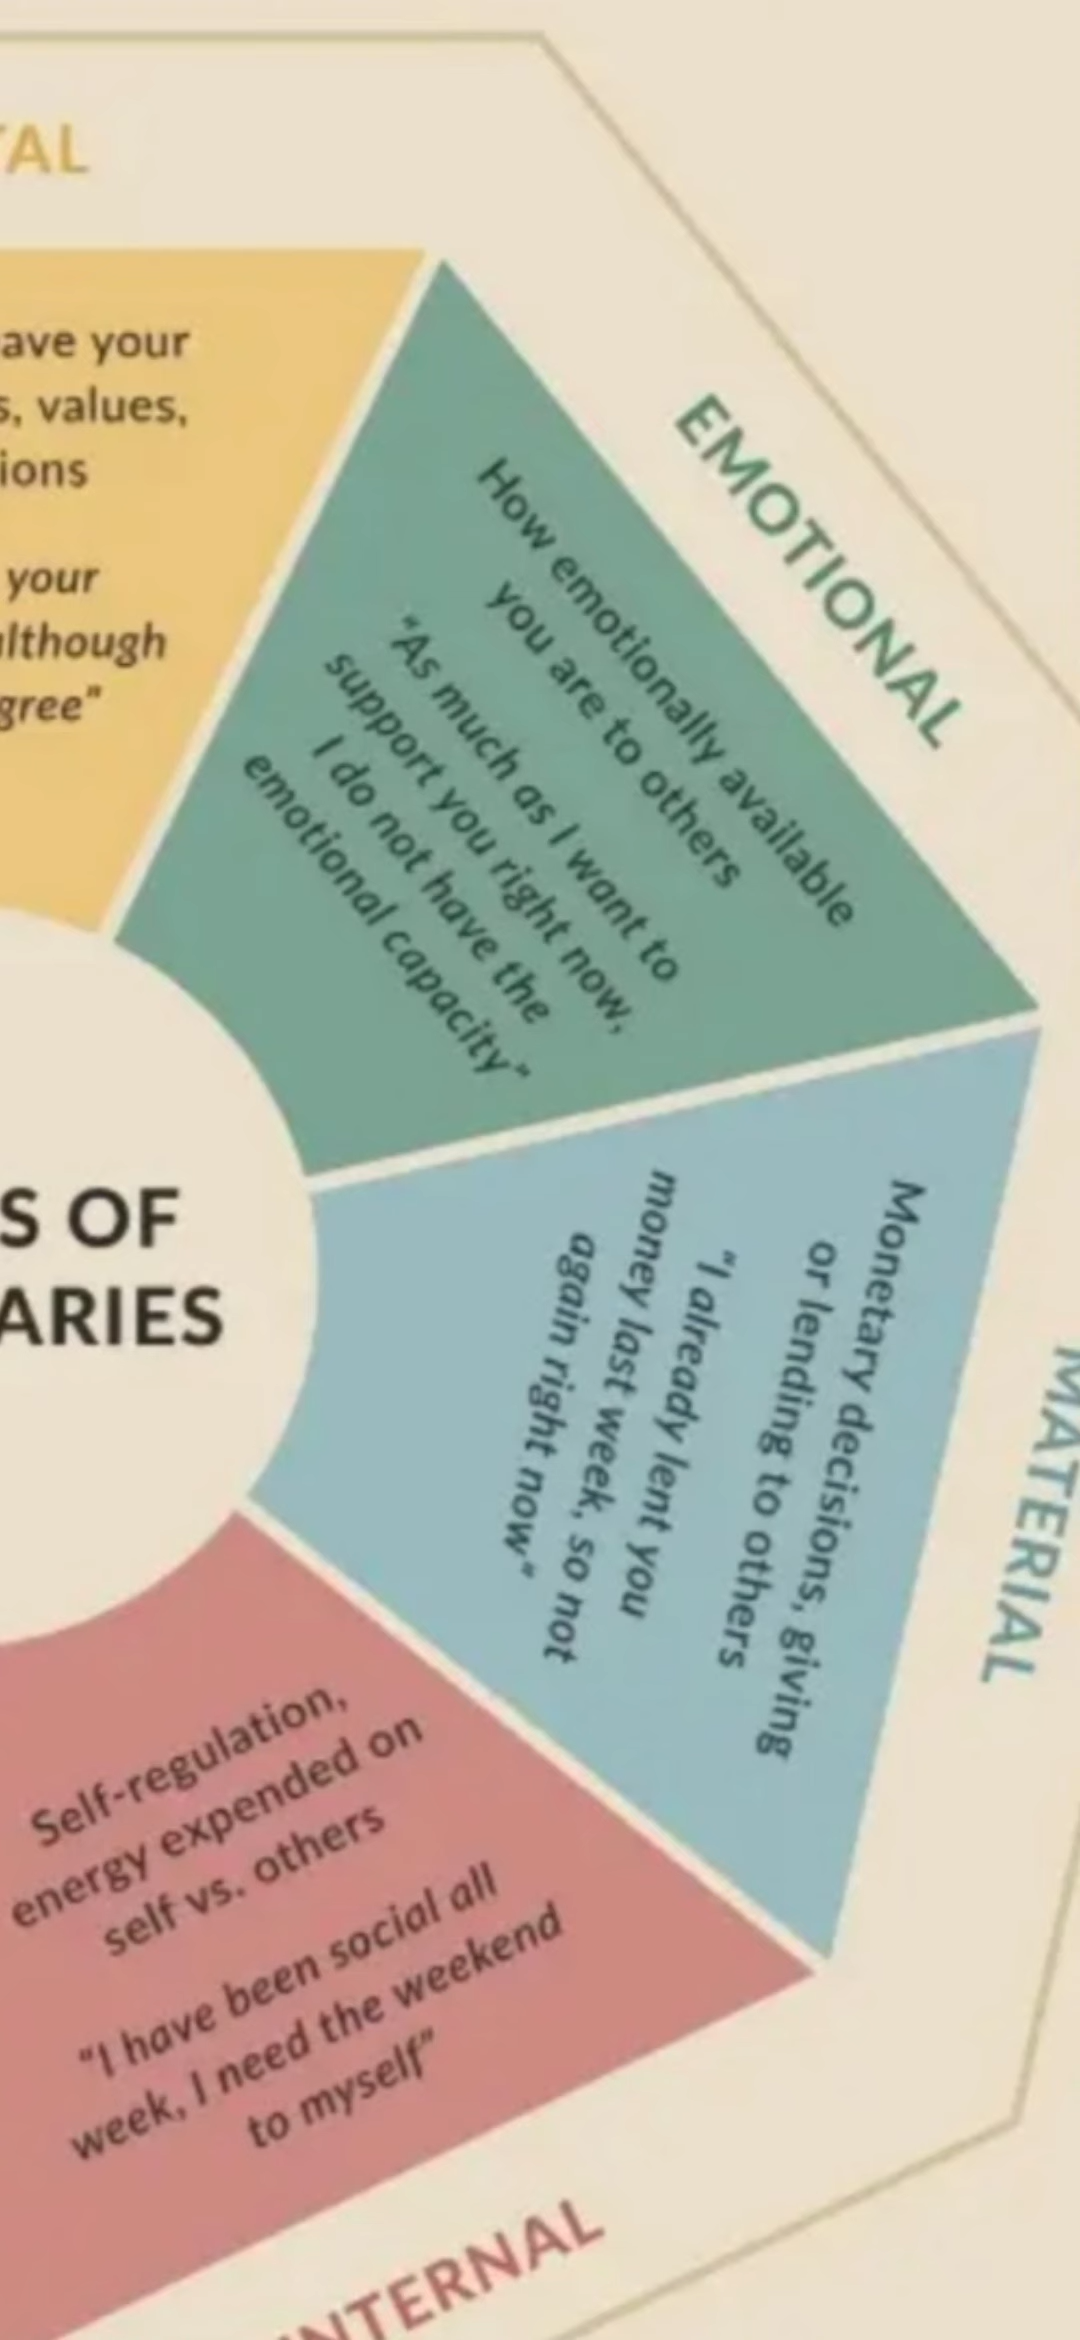 TAL
ave your
s, values,
ions
your
although
gree"
EMOTIONAL
How emotionally available
you are to others
"As much as I want to
support you right now,
I do not have the
emotional capacity"
S OF
ARIES
MATERIAL
Monetary decisions, giving
or lending to others
"I already lent you
money last week, so not
again right now"
Self-regulation,
energy expended on
self vs. others
"I have been social all
week, I need the weekend
to myself"
INTERNAL